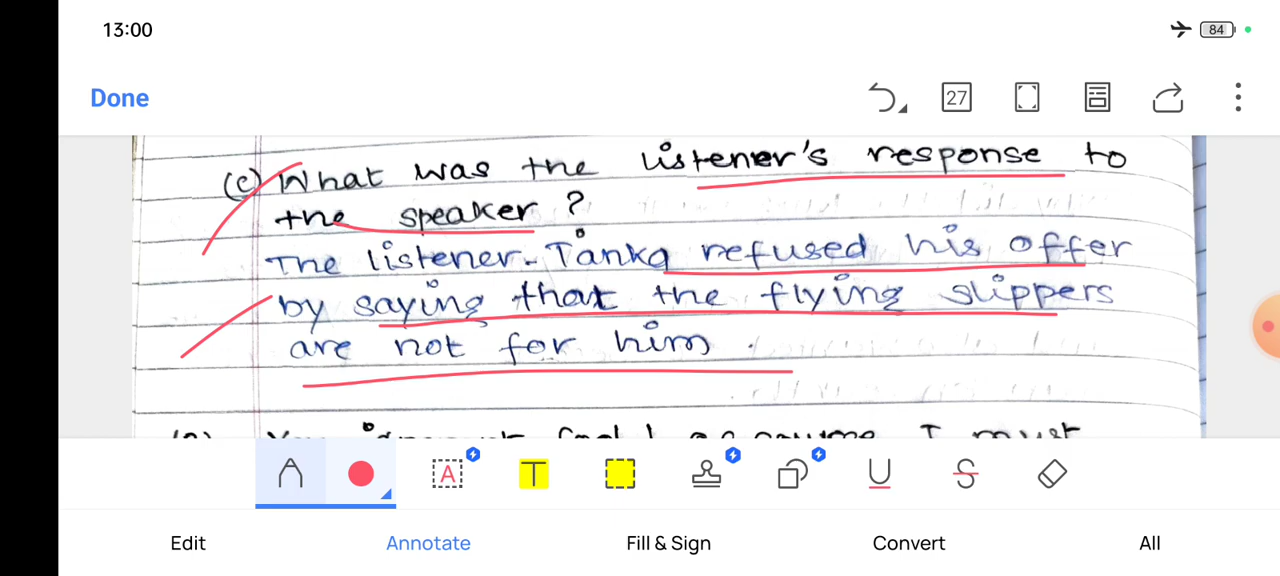 13:00
84
Done
27
(c) What was the listener's response to
the speaker ?
The listener - Tanka refused his offer
by saying that the flying slippers
are not for him .
I must
A
T
U
S
Edit
Annotate
Fill & Sign
Convert
All